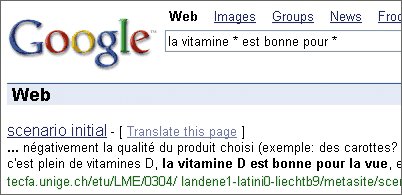 Google™
Web Images Groups News Froo
la vitamine * est bonne pour *
Web
scenario initial - [ Translate this page ]
... négativement la qualité du produit choisi (exemple: des carottes?
c'est plein de vitamines D, la vitamine D est bonne pour la vue, e
tecfa.unige.ch/etu/LME/0304/ landene1-latini0-liechtb9/metasite/scen